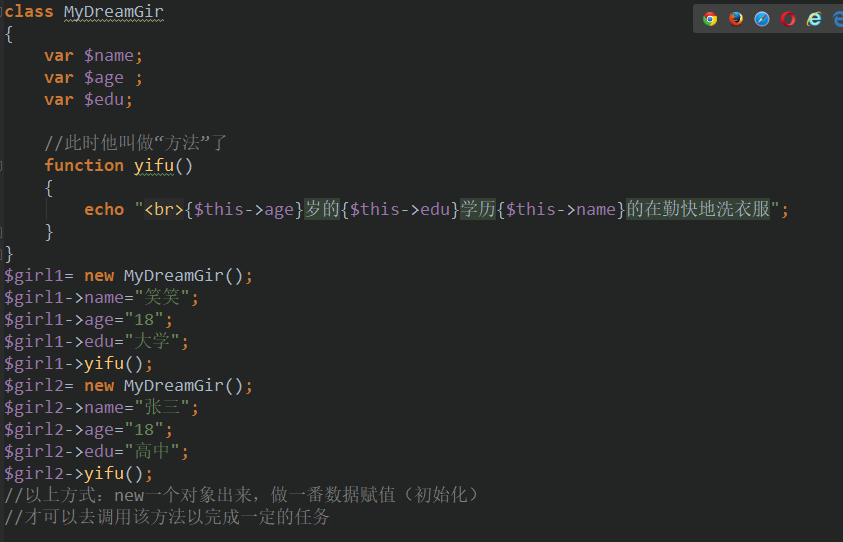 class MyDreamGir
{
    var $name;
    var $age ;
    var $edu;
    //此时他叫做“方法”了
    function yifu()
    {
        echo "<br>{$this->age}岁的{$this->edu}学历{$this->name}的在勤快地洗衣服";
    }
}
$girl1= new MyDreamGir();
$girl1->name="笑笑";
$girl1->age="18";
$girl1->edu="大学";
$girl1->yifu();
$girl2= new MyDreamGir();
$girl2->name="张三";
$girl2->age="18";
$girl2->edu="高中";
$girl2->yifu();
//以上方式：new一个对象出来，做一番数据赋值（初始化）
//才可以去调用该方法以完成一定的任务